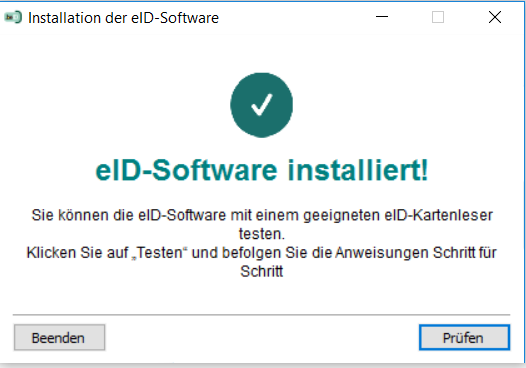 Installation der eID-Software
eID-Software installiert!
Sie können die eID-Software mit einem geeigneten eID-Kartenleser
testen.
Klicken Sie auf „Testen“ und befolgen Sie die Anweisungen Schritt für
Schritt
Beenden
Prüfen